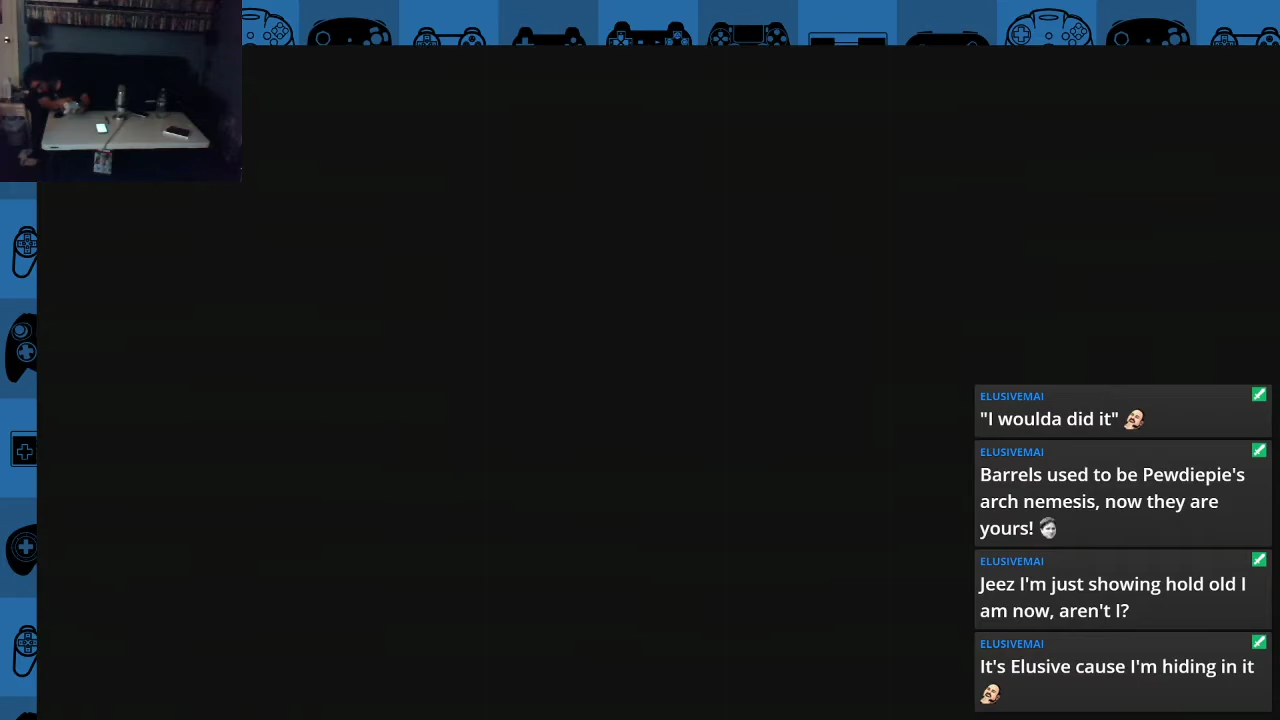 ELUSIVEMAI
"I woulda did it"
ELUSIVEMAI
Barrels used to be Pewdiepie's
arch nemesis, now they are
yours!
ELUSIVEMAI
Jeez I'm just showing hold old I
am now, aren't I?
ELUSIVEMAI
It's Elusive cause I'm hiding in it